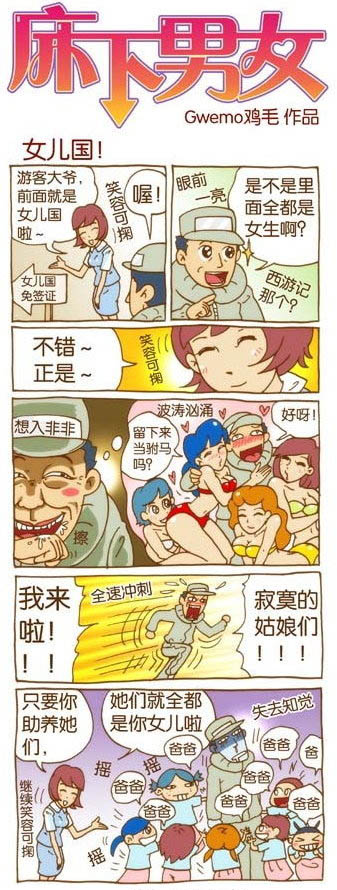 床下男女
Gwemo鸡毛 作品
女儿国!
游客大爷,
前面就是
女儿国
啦~
笑容可掬
喔!
女儿国
免签证
眼前
一亮
是不是里
面全都是
女生啊?
西游记
那个?
不错~
正是~
笑容可掬
想入非非
擦
波涛汹涌
留下来
当驸马
吗?
好呀!
我来
啦!
!!
全速冲刺
寂寞的
姑娘们
!!!
只要你
助养她
们,
她们就全都
是你女儿啦
失去知觉
继续笑容可掬
摇
摇
摇
爸爸
爸爸
爸爸
爸爸
爸
爸爸
爸爸
爸爸